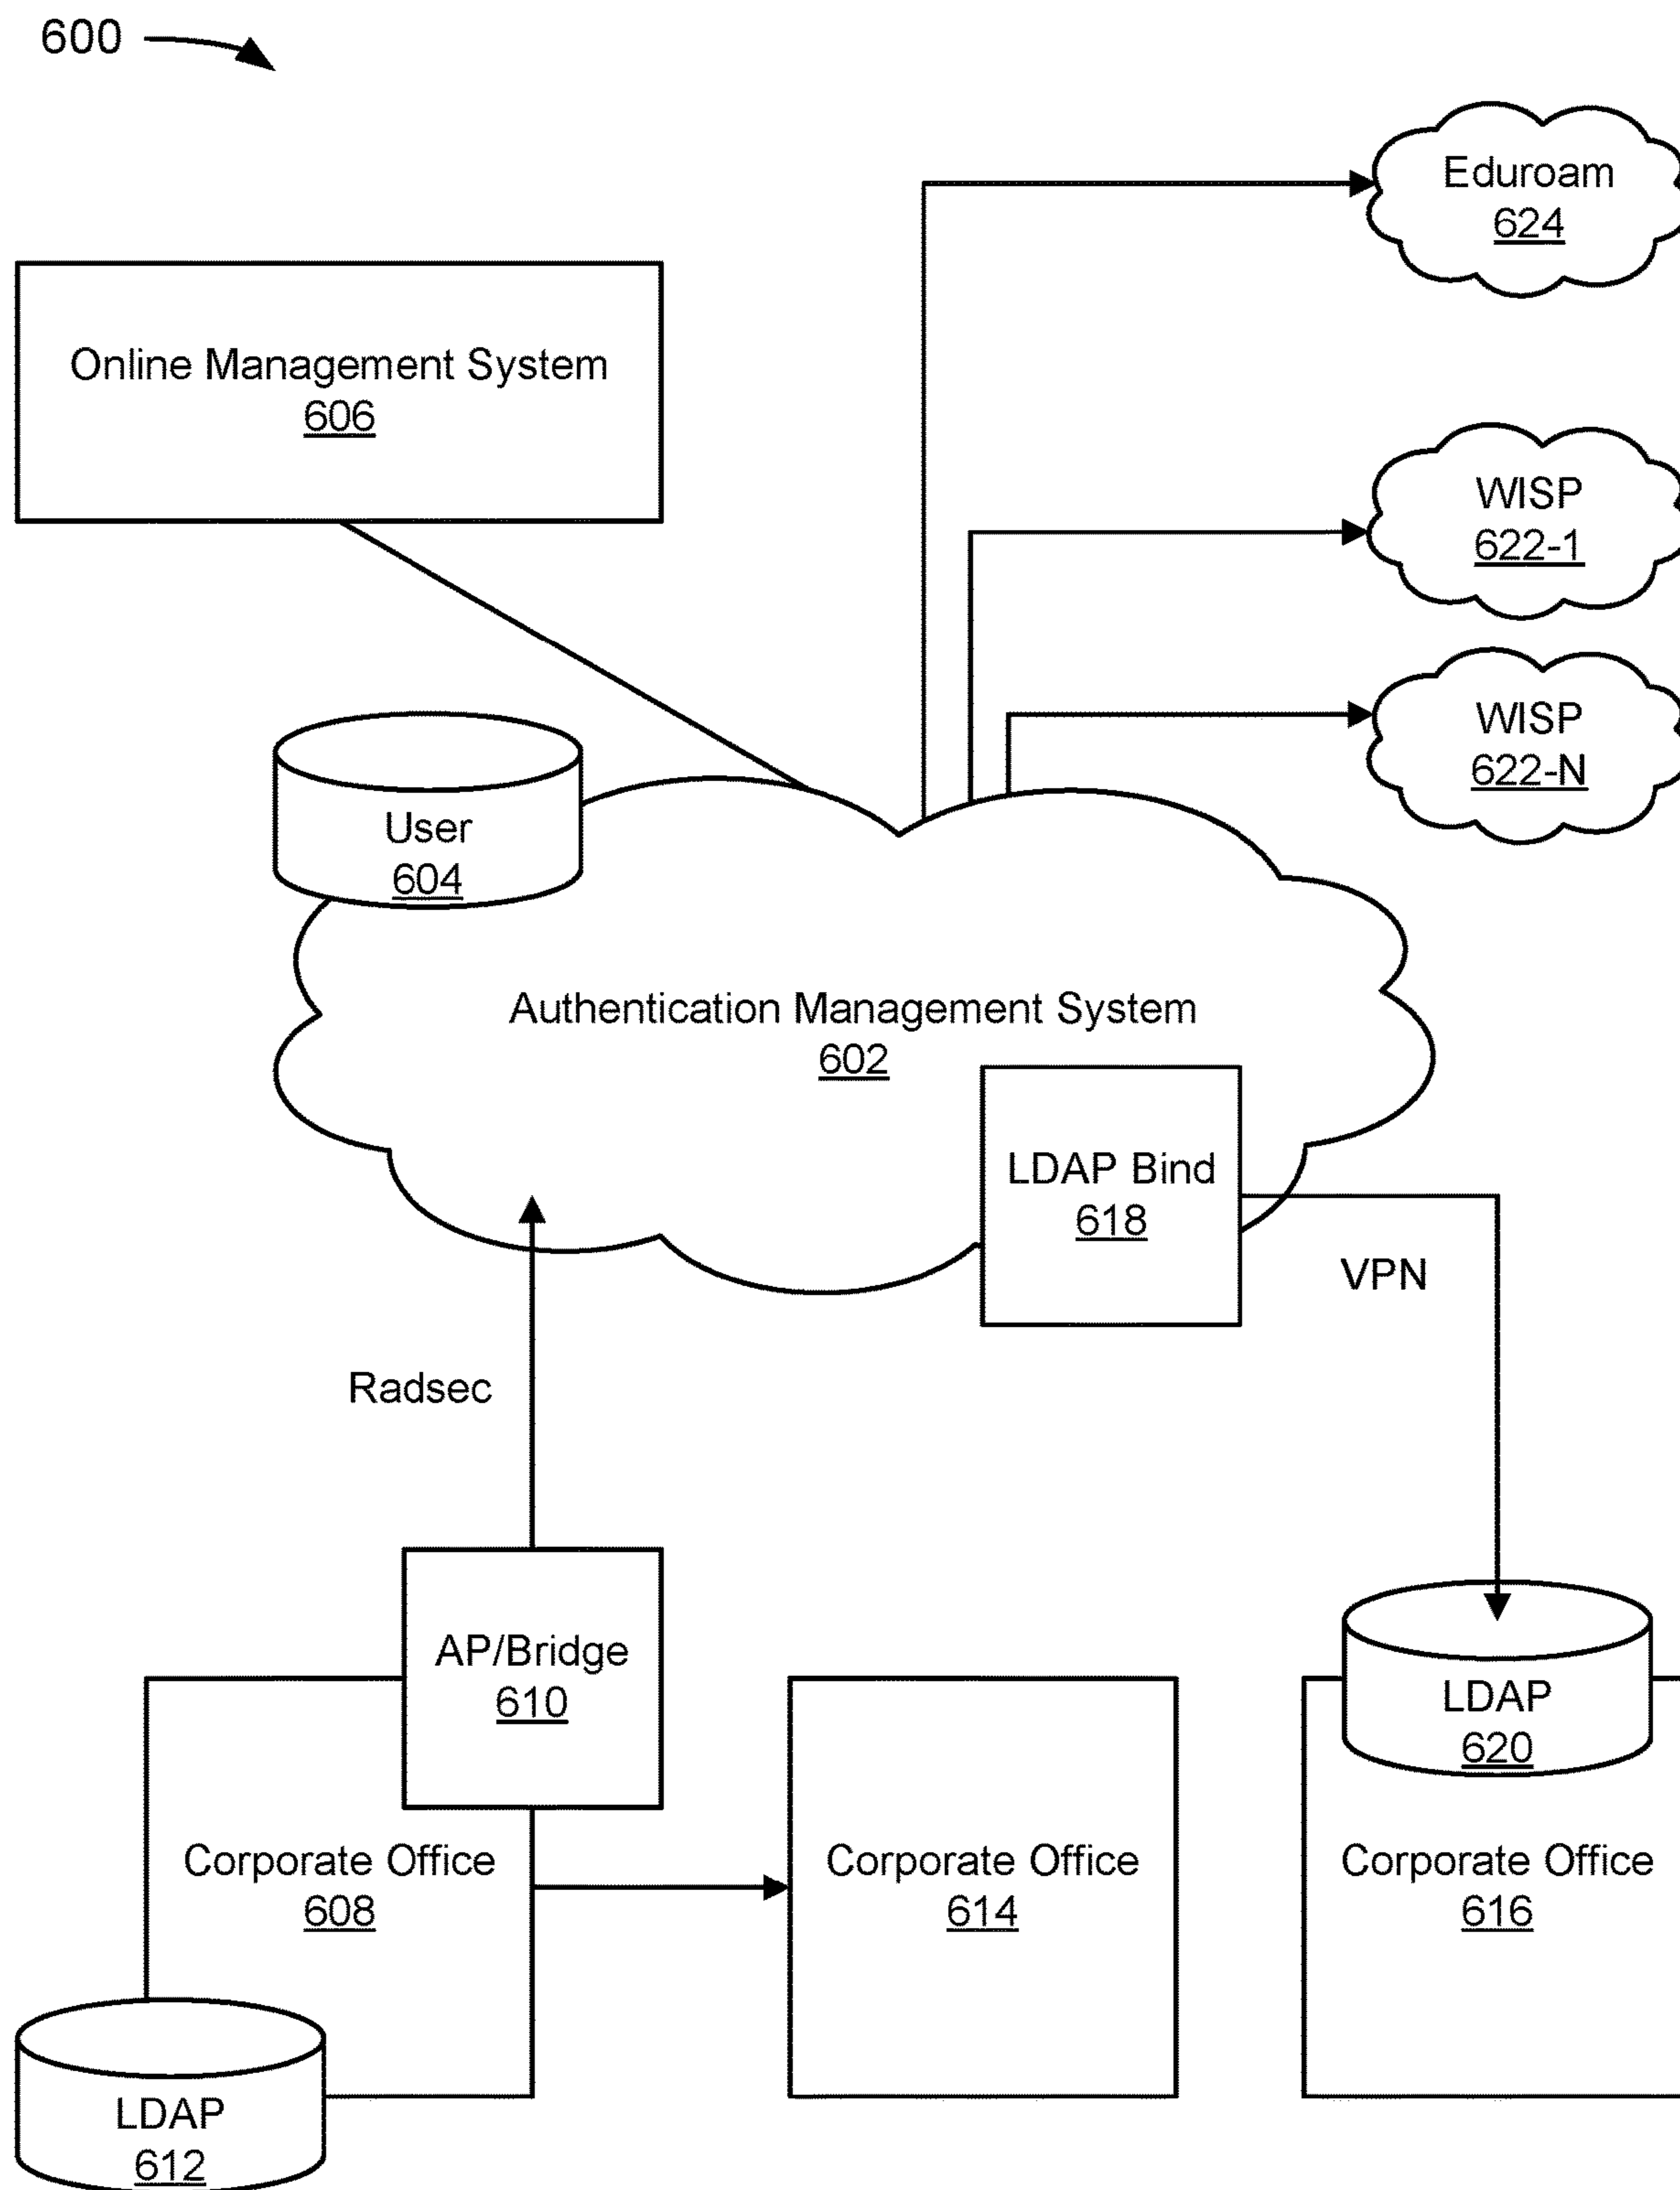 600
Eduroam
624
Online Management System
606
WISP
622-1
WISP
622-N
User
604
Authentication Management System
602
LDAP Bind
618
VPN
Radsec
AP/Bridge
610
LDAP
620
Corporate Office
608
Corporate Office
614
Corporate Office
616
LDAP
612